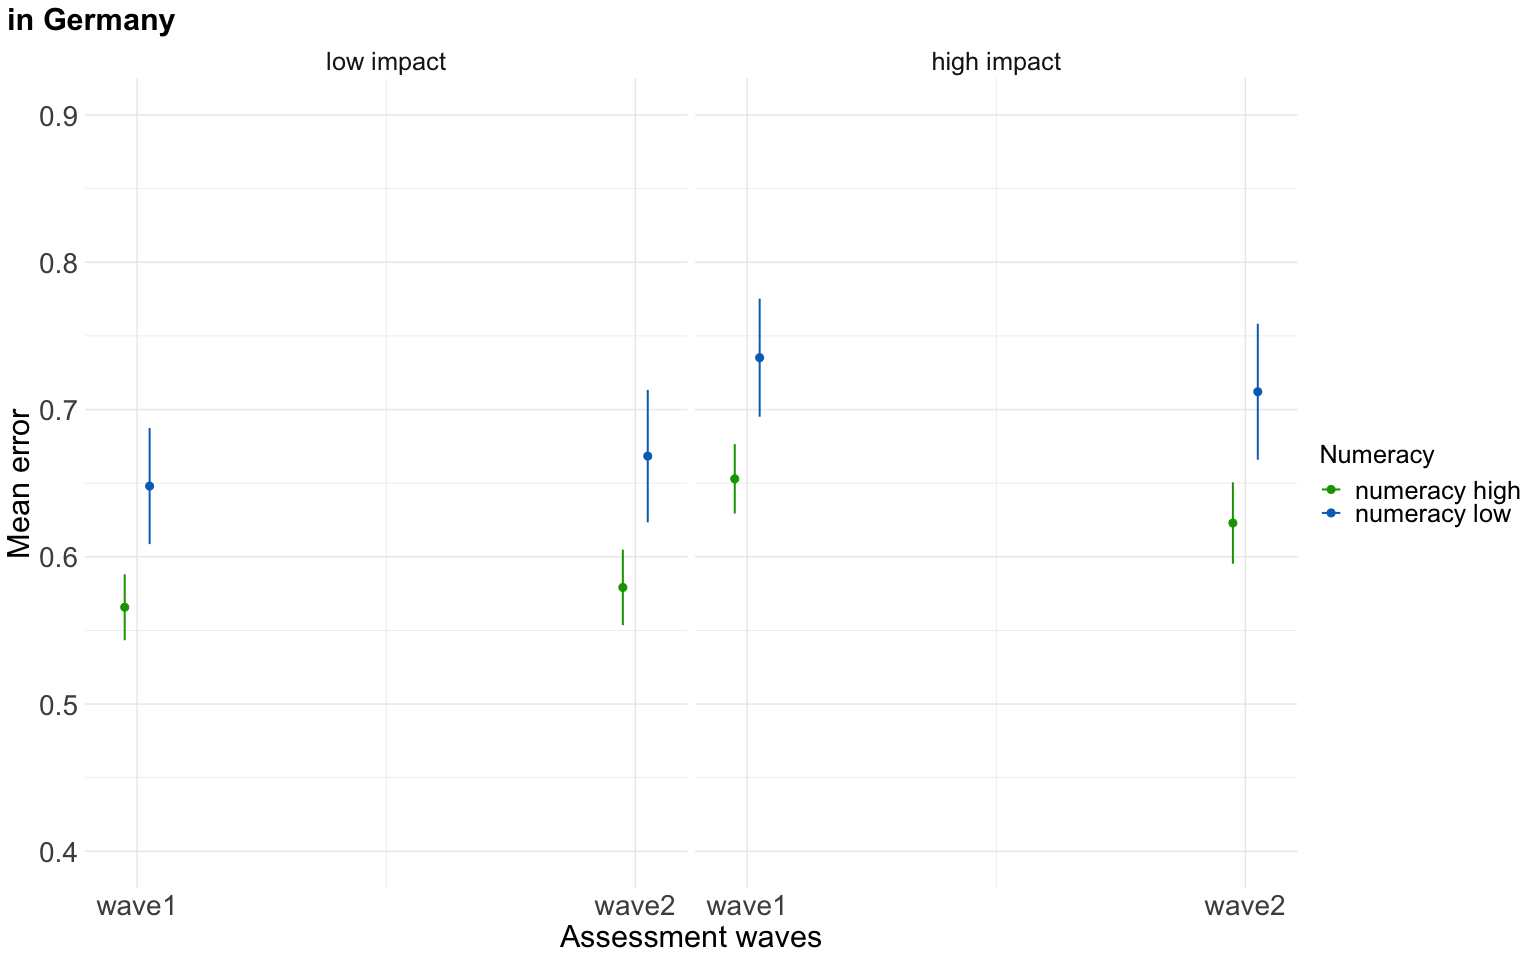 in Germany
low impact
high impact
0.9
0.8
0.7
0.6
0.5
0.4
Mean error
wave1
wave2
wave1
wave2
Assessment waves
Numeracy
numeracy high
numeracy low